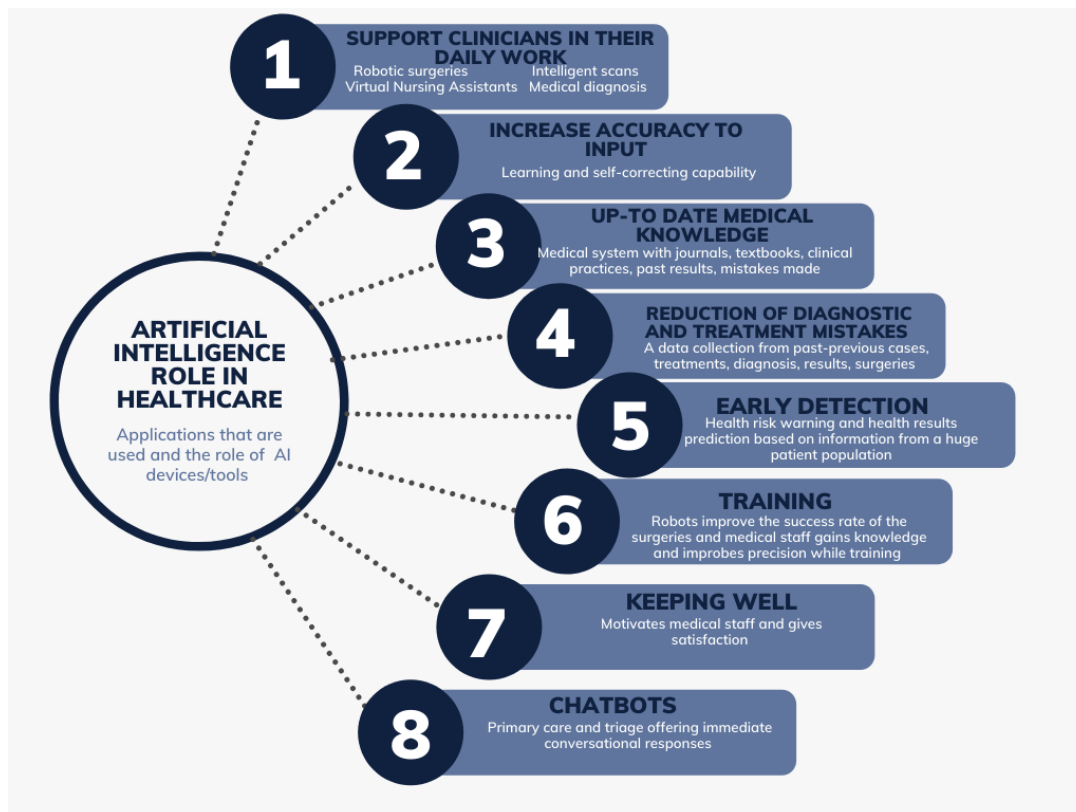 ARTIFICIAL
INTELLIGENCE
ROLE IN
HEALTHCARE
Applications that are
used and the role of AI
devices/tools
1
SUPPORT CLINICIANS IN THEIR
DAILY WORK
Robotic surgeries Intelligent scans
Virtual Nursing Assistants Medical diagnosis
2
INCREASE ACCURACY TO
INPUT
Learning and self-correcting capability
3
UP-TO DATE MEDICAL
KNOWLEDGE
Medical system with journals, textbooks, clinical
practices, past results, mistakes made
4
REDUCTION OF DIAGNOSTIC
AND TREATMENT MISTAKES
A data collection from past-previous cases,
treatments, diagnosis, results, surgeries
5
EARLY DETECTION
Health risk warning and health results
prediction based on information from a huge
patient population
6
TRAINING
Robots improve the success rate of the
surgeries and medical staff gains knowledge
and improbes precision while training
7
KEEPING WELL
Motivates medical staff and gives
satisfaction
8
CHATBOTS
Primary care and triage offering immediate
conversational responses